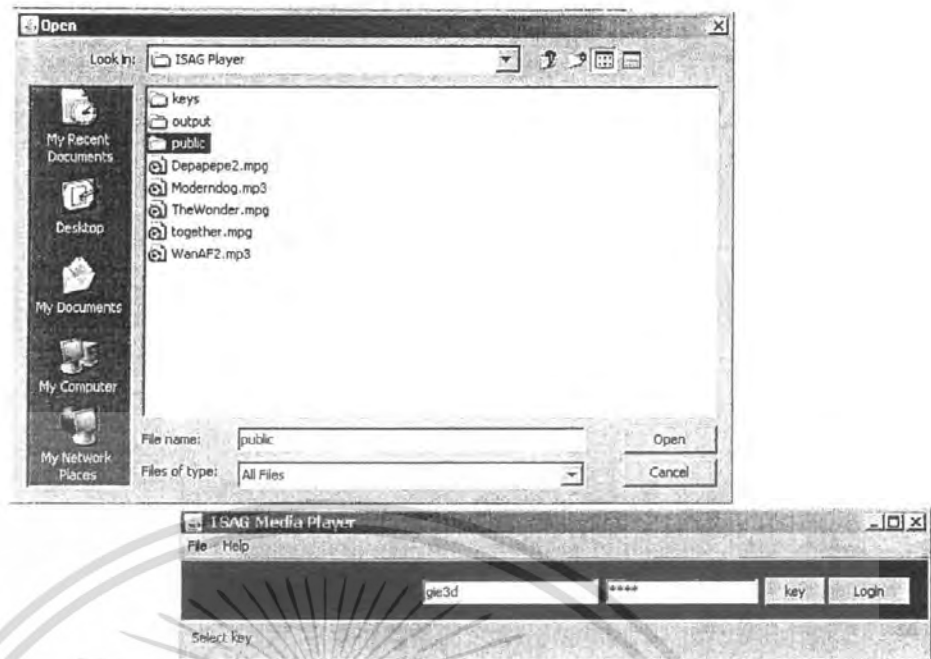 Open
Look In: ISAG Player
keys
output
public
Depapepe2.mpg
Moderndog.mp3
TheWonder.mpg
together.mpg
WanAF2.mp3
My Recent
Documents
Desktop
My Documents
My Computer
My Network
Places
File name: public Open
Files of type: All Files Cancel
ISAG Media Player
File Help
gie3d **** key Login
Select key